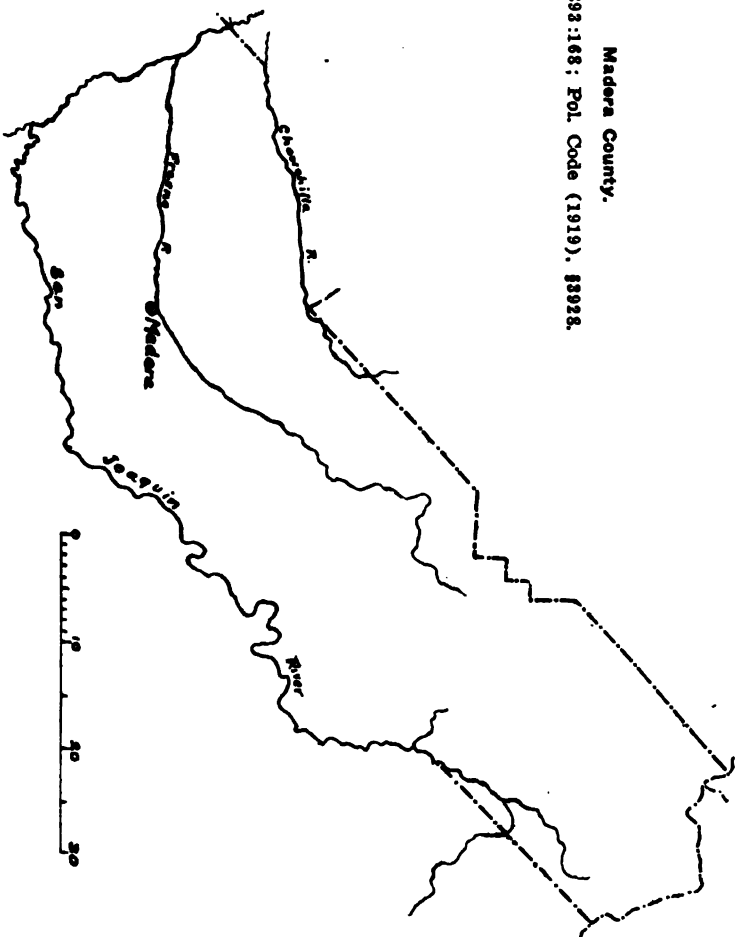 Madera County.
93:168; Pol. Code (1919). §3928.
Chowchilla R.
Fresno R
Madera
San Joaquin River
0 10 20 30